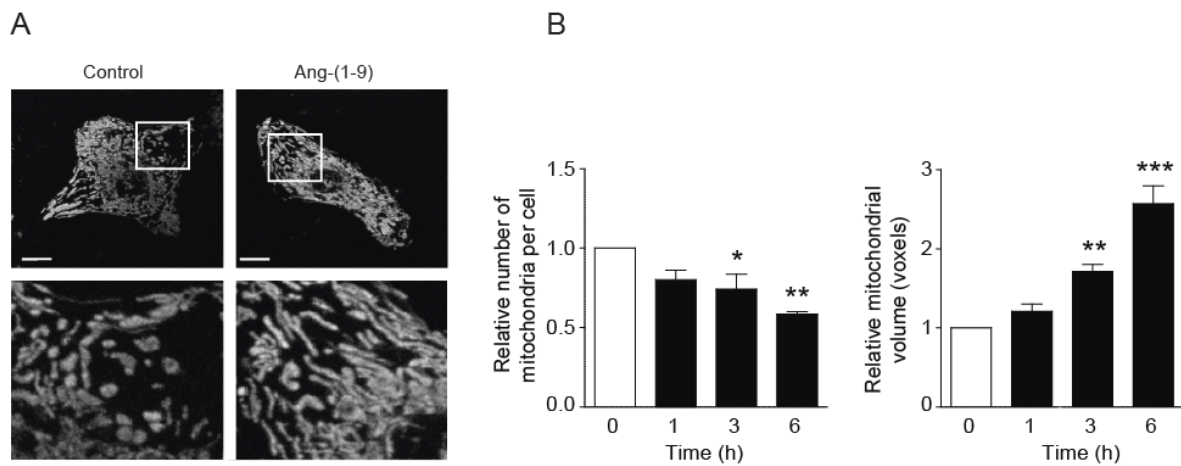 A
Control
Ang-(1-9)
B
Relative number of
mitochondria per cell
1.5
1.0
0.5
0.0
*
**
0
1
3
6
Time (h)
Relative mitochondrial
volume (voxels)
3
2
1
0
**
***
0
1
3
6
Time (h)